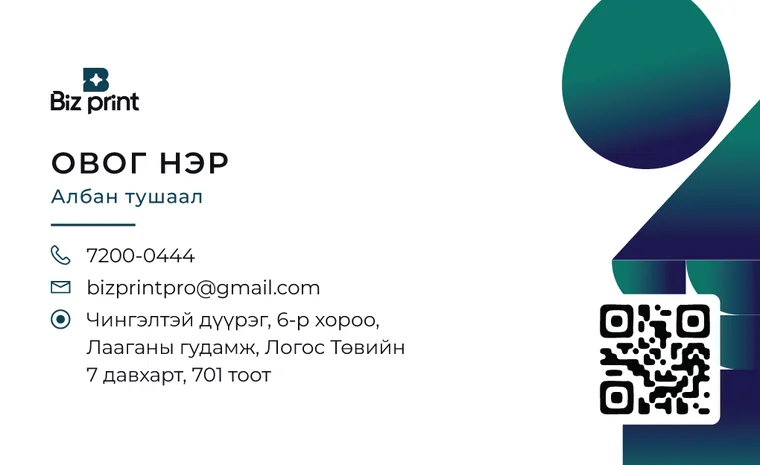 Biz print
ОВОГ НЭР
Албан тушаал
7200-0444
bizprintpro@gmail.com
Чингэлтэй дүүрэг, 6-р хороо,
Лааганы гудамж, Логос Төвийн
7 давхарт, 701 тоот